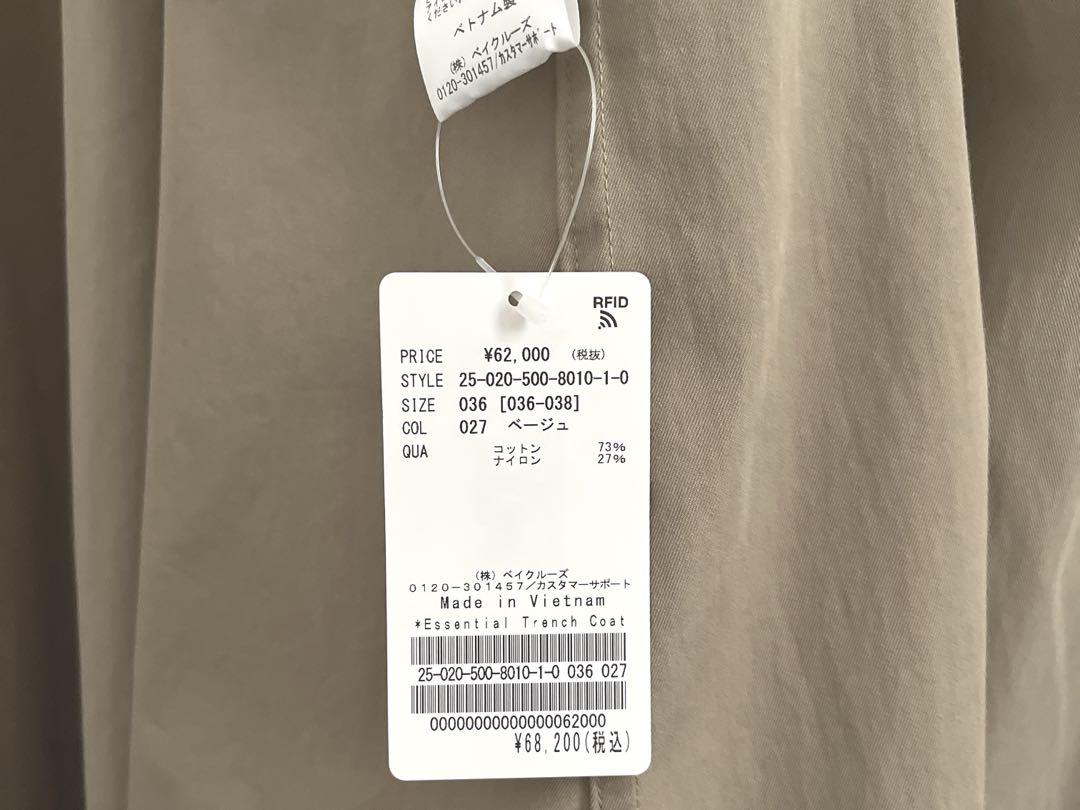 ください
ベトナム製
(株) ベイクルーズ
0120-301457/カスタマーサポート
RFID
PRICE ¥62,000 (税抜)
STYLE 25-020-500-8010-1-0
SIZE 036 [036-038]
COL 027 ベージュ
QUA コットン 73%
ナイロン 27%
(株) ベイクルーズ
0120-301457/カスタマーサポート
Made in Vietnam
*Essential Trench Coat
25-020-500-8010-1-0 036 027
00000000000000062000
¥68,200(税込)